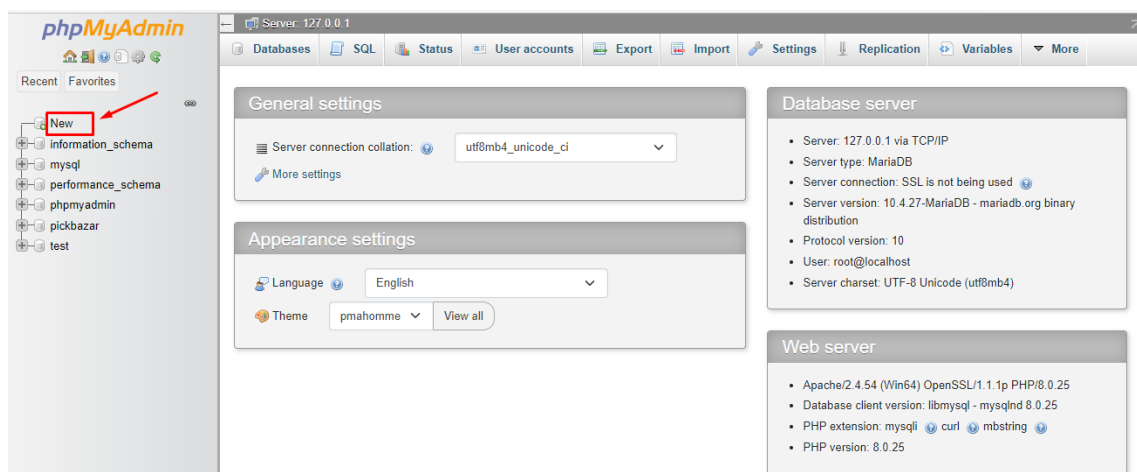 phpMyAdmin
Recent Favorites
New
information_schema
mysql
performance_schema
phpmyadmin
pickbazar
test
Server: 127.0.0.1
Databases SQL Status User accounts Export Import Settings Replication Variables More
General settings
Server connection collation: utf8mb4_unicode_ci
More settings
Appearance settings
Language English
Theme pmahomme View all
Database server
Server: 127.0.0.1 via TCP/IP
Server type: MariaDB
Server connection: SSL is not being used
Server version: 10.4.27-MariaDB - mariadb.org binary
distribution
Protocol version: 10
User: root@localhost
Server charset: UTF-8 Unicode (utf8mb4)
Web server
Apache/2.4.54 (Win64) OpenSSL/1.1.1p PHP/8.0.25
Database client version: libmysql - mysqlnd 8.0.25
PHP extension: mysqli curl mbstring
PHP version: 8.0.25